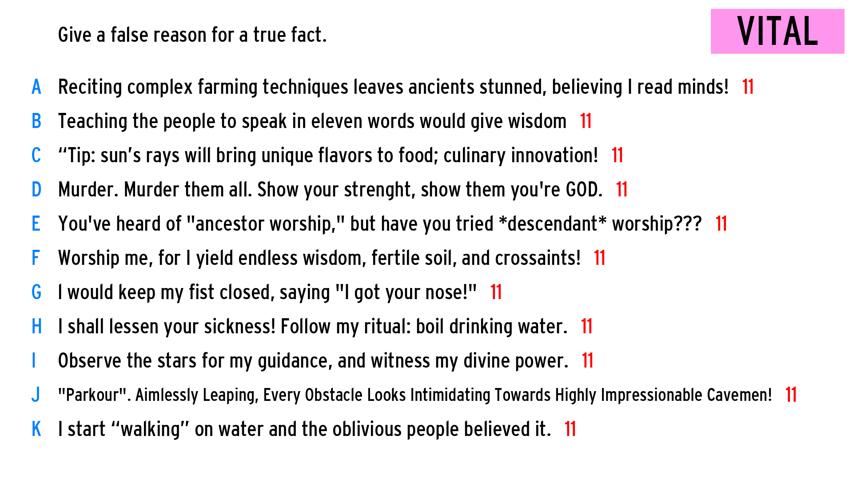 Give a false reason for a true fact.
VITAL
A Reciting complex farming techniques leaves ancients stunned, believing I read minds! 11
B Teaching the people to speak in eleven words would give wisdom 11
C “Tip: sun’s rays will bring unique flavors to food; culinary innovation! 11
D Murder. Murder them all. Show your strenght, show them you're GOD. 11
E You've heard of "ancestor worship," but have you tried *descendant* worship??? 11
F Worship me, for I yield endless wisdom, fertile soil, and crossaints! 11
G I would keep my fist closed, saying "I got your nose!" 11
H I shall lessen your sickness! Follow my ritual: boil drinking water. 11
I Observe the stars for my guidance, and witness my divine power. 11
J "Parkour". Aimlessly Leaping, Every Obstacle Looks Intimidating Towards Highly Impressionable Cavemen! 11
K I start “walking” on water and the oblivious people believed it. 11